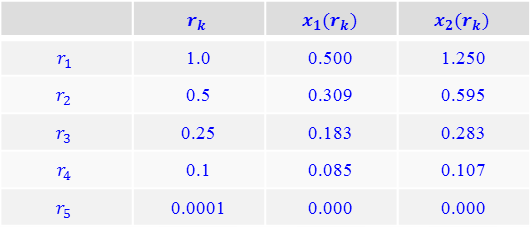 r_k x_1(r_k) x_2(r_k)
r_1 1.0 0.500 1.250
r_2 0.5 0.309 0.595
r_3 0.25 0.183 0.283
r_4 0.1 0.085 0.107
r_5 0.0001 0.000 0.000